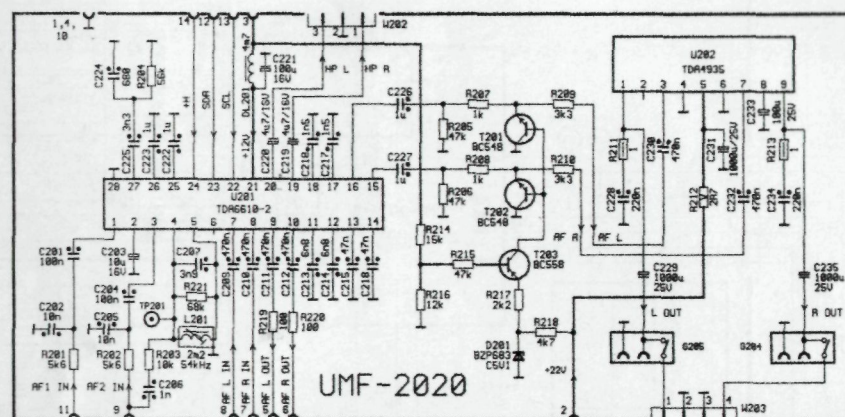 1,4,
10
14 12 13 3
3 2 1
W202
C224
680
R204
56k
+H
SDA
SCL
4m7
DL201
+12V
C221
100u
16V
HP L
HP R
C225
3n3
C223
1u
C222
1u
C220
4u7/16V
C219
4u7/16V
C218
1n5
C217
1n5
C226
1u
C227
1u
R205
47k
R206
47k
R207
1k
R208
1k
T201
BC548
T202
BC548
R209
3k3
R210
3k3
U202
TDA4935
1 2 3 4 5 6 7 8 9
C233
100u
25V
R211
1
C230
470n
C231
1000u/25V
R213
1
C228
220n
R212
2R7
C232
470n
C234
220n
28 27 26 25 24 23 22 21 20 19 18 17 16 15
U201
TDA6610-2
1 2 3 4 5 6 7 8 9 10 11 12 13 14
C201
100n
C203
10u
16V
C204
100n
C207
3n9
R221
68k
L201
2m2
54kHz
TP201
C202
10n
C205
10n
R201
5k6
R202
5k6
R203
10k
C206
1n
AF1 IN
AF2 IN
C209
470n
C210
470n
C211
470n
C212
470n
C213
6n8
C214
6n8
C215
47n
47n
R219
100
R220
100
AF L IN
AF R IN
AF L OUT
AF R OUT
R214
15k
R215
47k
R216
12k
T203
BC558
R217
2k2
R218
4k7
D201
BZP683
C5V1
+22V
AF R
AF L
C229
1000u
25V
L OUT
C235
1000u
25V
R OUT
G205
G204
UMF-2020
11 9 8 7 5 6 2
1 2 3 4
W203